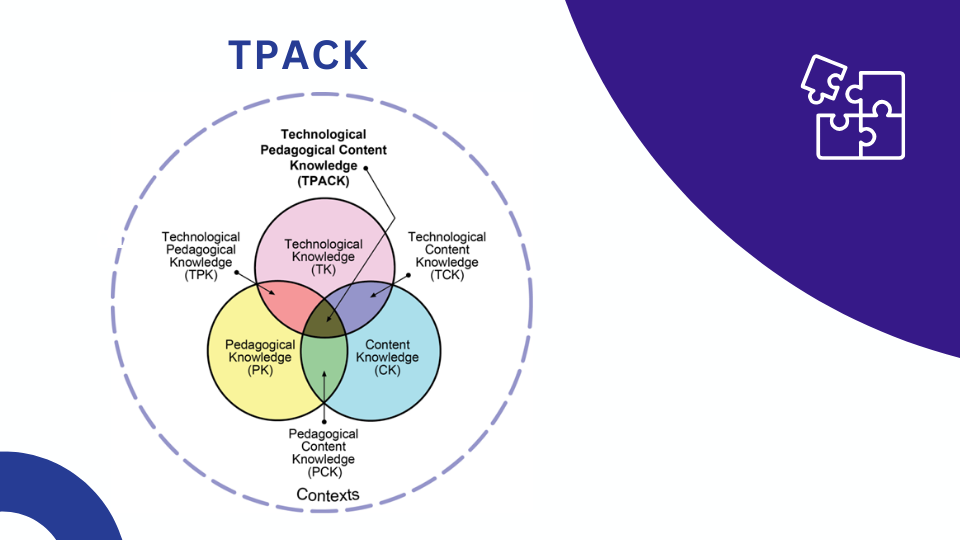 TPACK
Technological
Pedagogical Content
Knowledge
(TPACK)
Technological
Pedagogical
Knowledge
(TPK)
Technological
Knowledge
(TK)
Technological
Content
Knowledge
(TCK)
Pedagogical
Knowledge
(PK)
Content
Knowledge
(CK)
Pedagogical
Content
Knowledge
(PCK)
Contexts